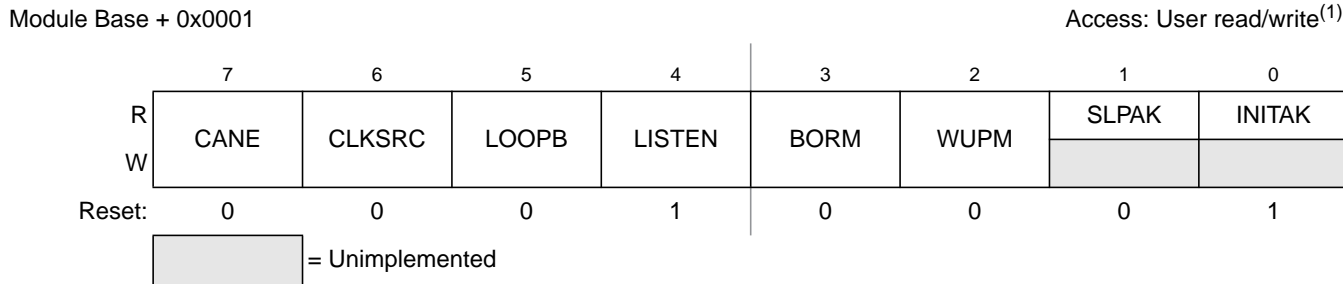 Module Base + 0x0001 Access: User read/write(1)
7 6 5 4 3 2 1 0
R CANE CLKSRC LOOPB LISTEN BORM WUPM SLPAK INITAK
W
Reset: 0 0 0 1 0 0 0 1
= Unimplemented